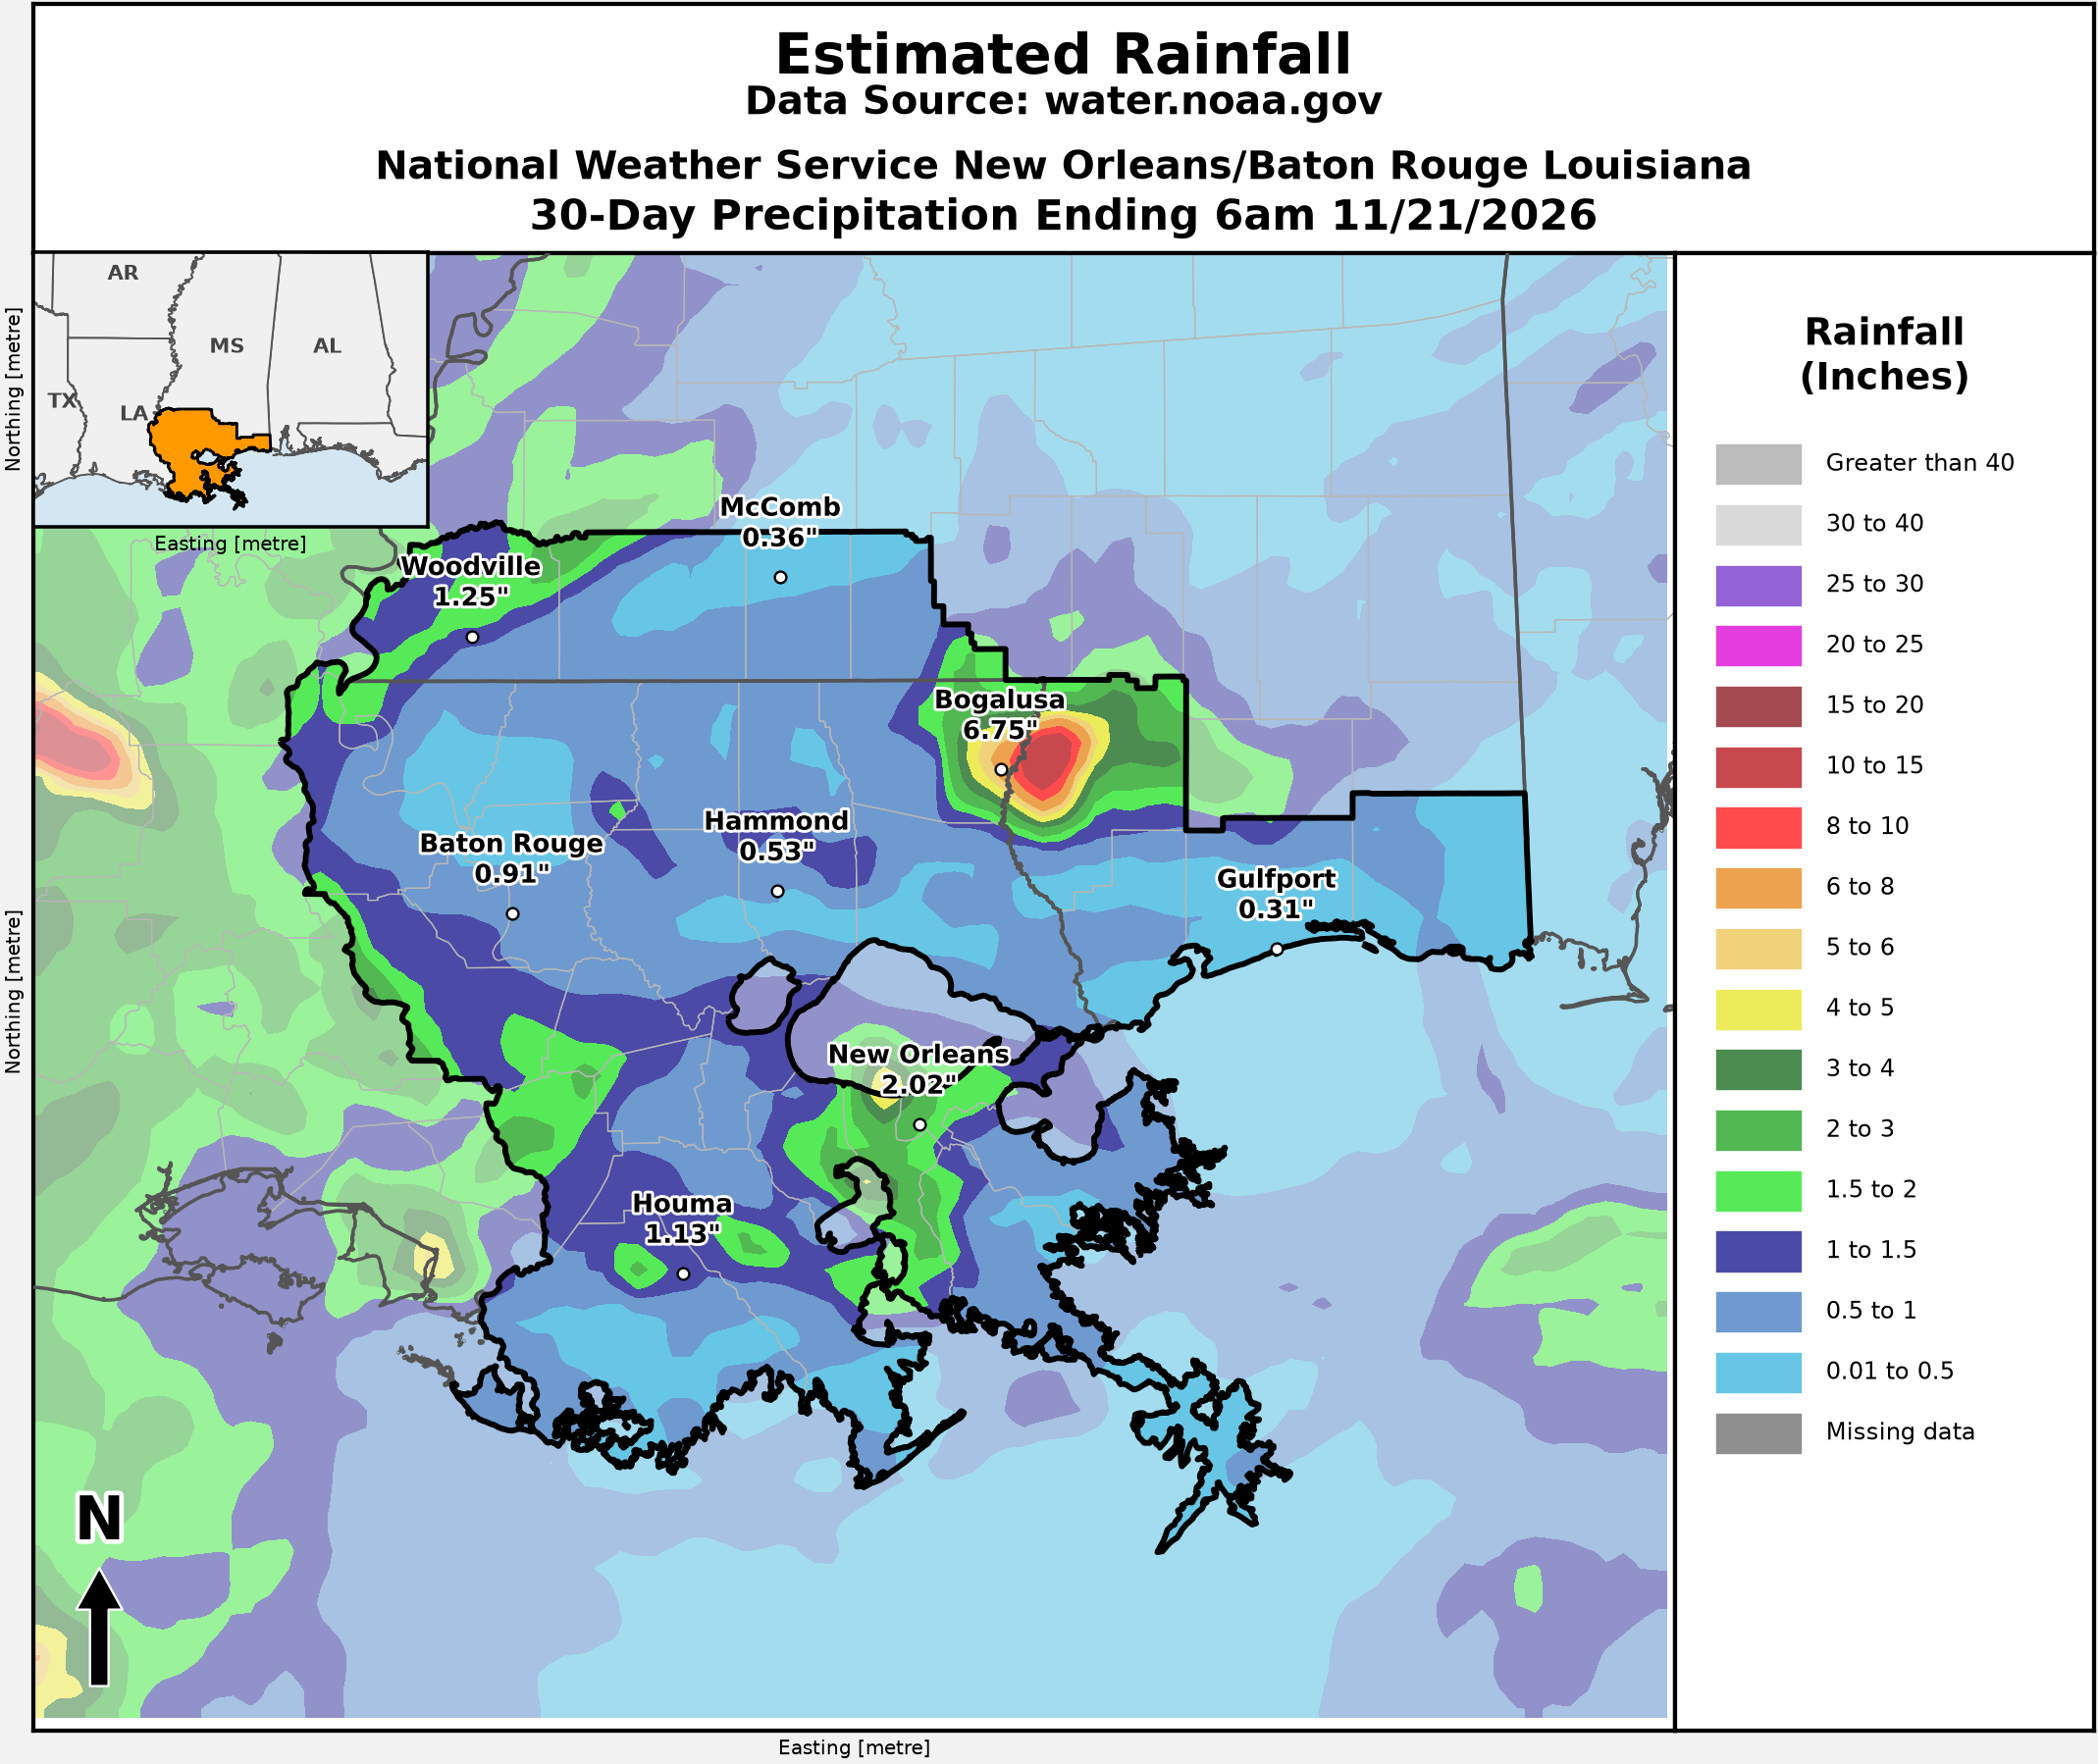 Estimated Rainfall
Data Source: water.noaa.gov
National Weather Service New Orleans/Baton Rouge Louisiana
30-Day Precipitation Ending 6am 11/21/2026
Northing [metre]
AR
MS
AL
TX
LA
Easting [metre]
McComb
0.36"
Woodville
1.25"
Bogalusa
6.75"
Hammond
0.53"
Baton Rouge
0.91"
Gulfport
0.31"
New Orleans
2.02"
Houma
1.13"
N
Northing [metre]
Easting [metre]
Rainfall
(Inches)
Greater than 40
30 to 40
25 to 30
20 to 25
15 to 20
10 to 15
8 to 10
6 to 8
5 to 6
4 to 5
3 to 4
2 to 3
1.5 to 2
1 to 1.5
0.5 to 1
0.01 to 0.5
Missing data